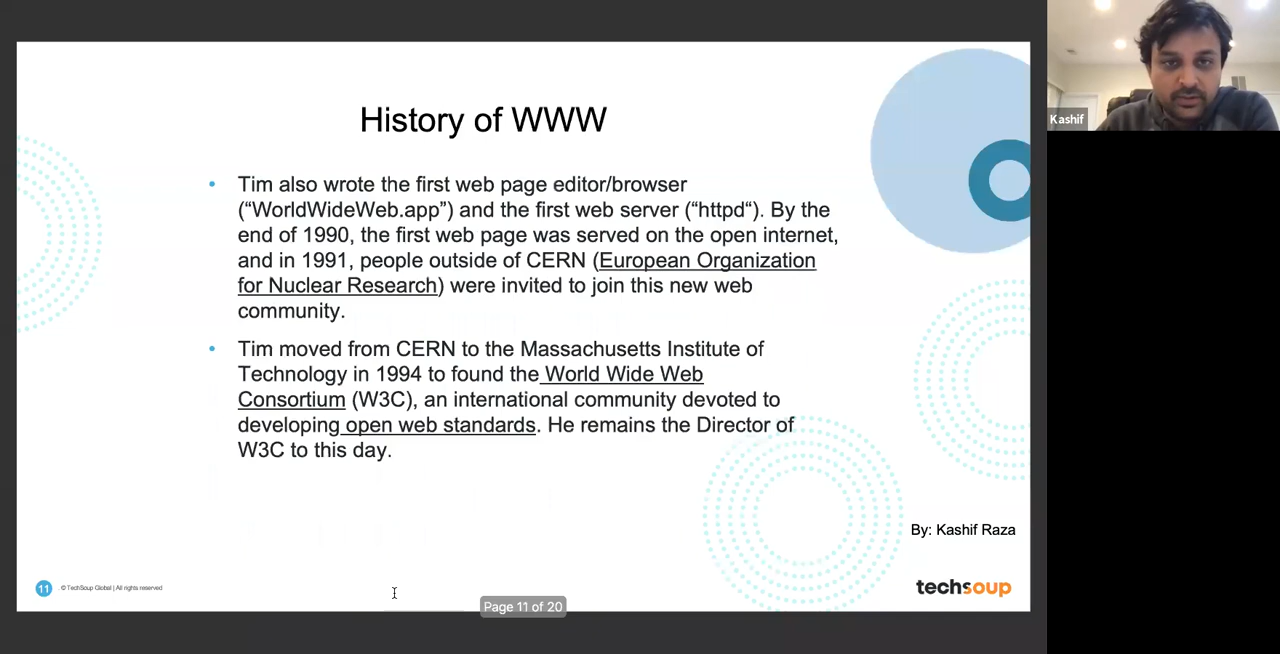 History of WWW
• Tim also wrote the first web page editor/browser
(“WorldWideWeb.app”) and the first web server (“httpd“). By the
end of 1990, the first web page was served on the open internet,
and in 1991, people outside of CERN (European Organization
for Nuclear Research) were invited to join this new web
community.
• Tim moved from CERN to the Massachusetts Institute of
Technology in 1994 to found the World Wide Web
Consortium (W3C), an international community devoted to
developing open web standards. He remains the Director of
W3C to this day.
By: Kashif Raza
11 © TechSoup Global | All rights reserved
techsoup
Page 11 of 20
Kashif